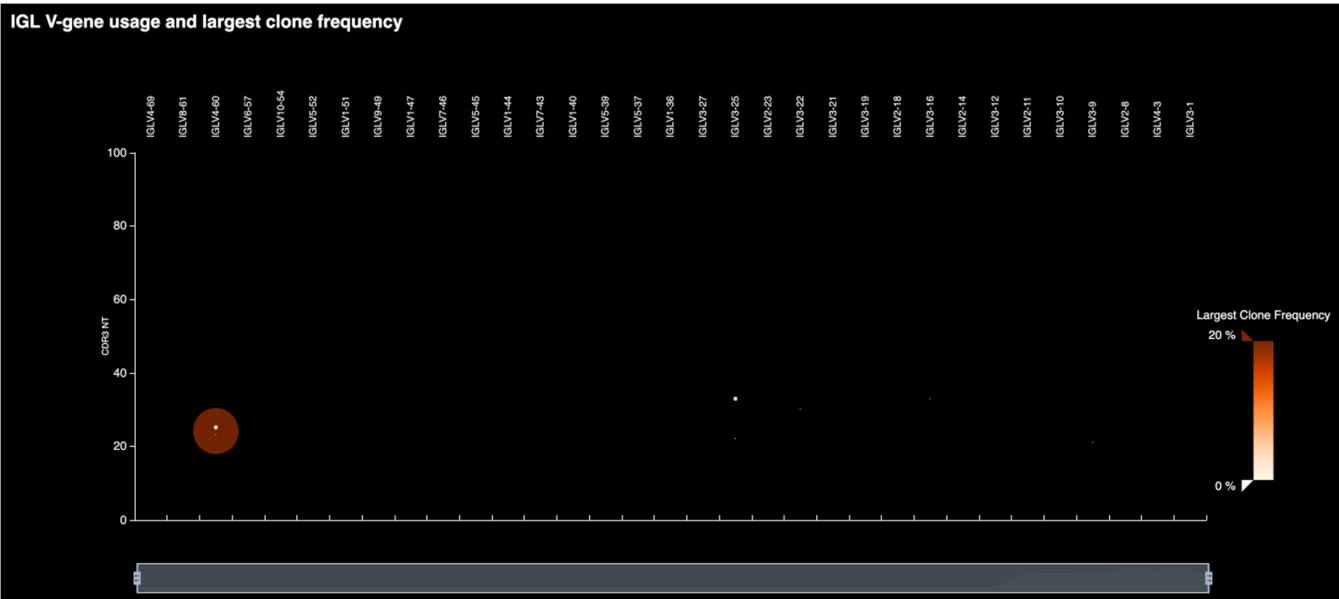 IGL V-gene usage and largest clone frequency
IGLV4-69
IGLV8-61
IGLV4-60
IGLV6-57
IGLV10-54
IGLV5-52
IGLV1-51
IGLV9-49
IGLV1-47
IGLV7-46
IGLV5-45
IGLV1-44
IGLV7-43
IGLV1-40
IGLV5-39
IGLV5-37
IGLV1-36
IGLV3-27
IGLV3-25
IGLV2-23
IGLV3-22
IGLV3-21
IGLV3-19
IGLV2-18
IGLV3-16
IGLV2-14
IGLV3-12
IGLV2-11
IGLV3-10
IGLV3-9
IGLV2-8
IGLV4-3
IGLV3-1
100
80
60
40
20
0
CDR3 NT
Largest Clone Frequency
20 %
0 %